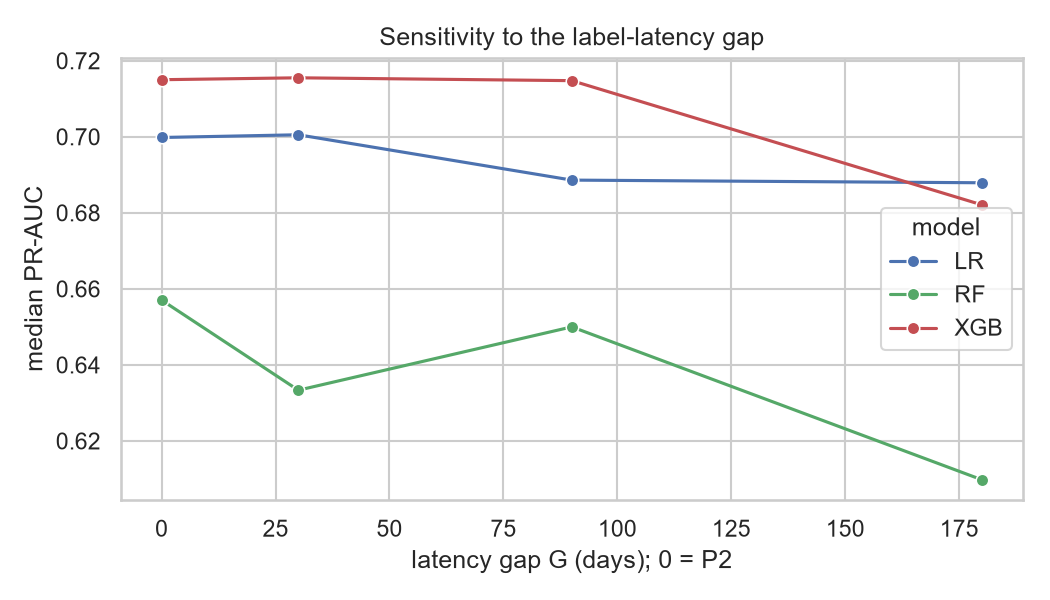 Sensitivity to the label-latency gap
median PR-AUC
0.72
0.70
0.68
0.66
0.64
0.62
model
LR
RF
XGB
0 25 50 75 100 125 150 175
latency gap G (days); 0 = P2